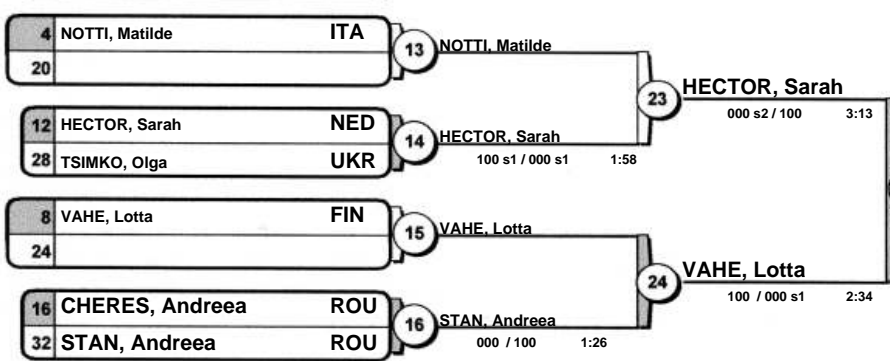 4 NOTTI, Matilde ITA
20
13 NOTTI, Matilde
12 HECTOR, Sarah NED
28 TSIMKO, Olga UKR
14 HECTOR, Sarah
100 s1 / 000 s1 1:58
23 HECTOR, Sarah
000 s2 / 100 3:13
8 VAHE, Lotta FIN
24
15 VAHE, Lotta
16 CHERES, Andreea ROU
32 STAN, Andreea ROU
16 STAN, Andreea
000 / 100 1:26
24 VAHE, Lotta
100 / 000 s1 2:34